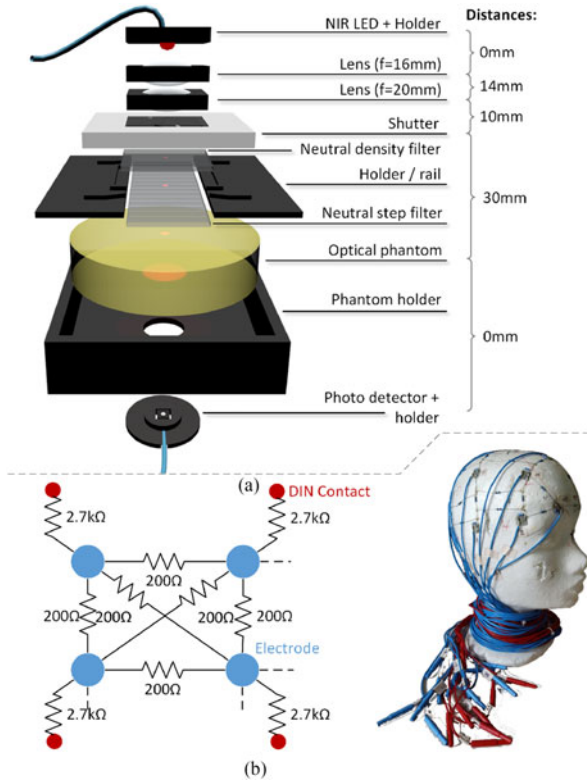 Distances:
NIR LED + Holder
0mm
Lens (f=16mm)
14mm
Lens (f=20mm)
10mm
Shutter
Neutral density filter
Holder / rail
30mm
Neutral step filter
Optical phantom
Phantom holder
0mm
Photo detector +
holder
(a)
DIN Contact
2.7kΩ
2.7kΩ
200Ω
200Ω
200Ω
200Ω
Electrode
200Ω
2.7kΩ
2.7kΩ
(b)